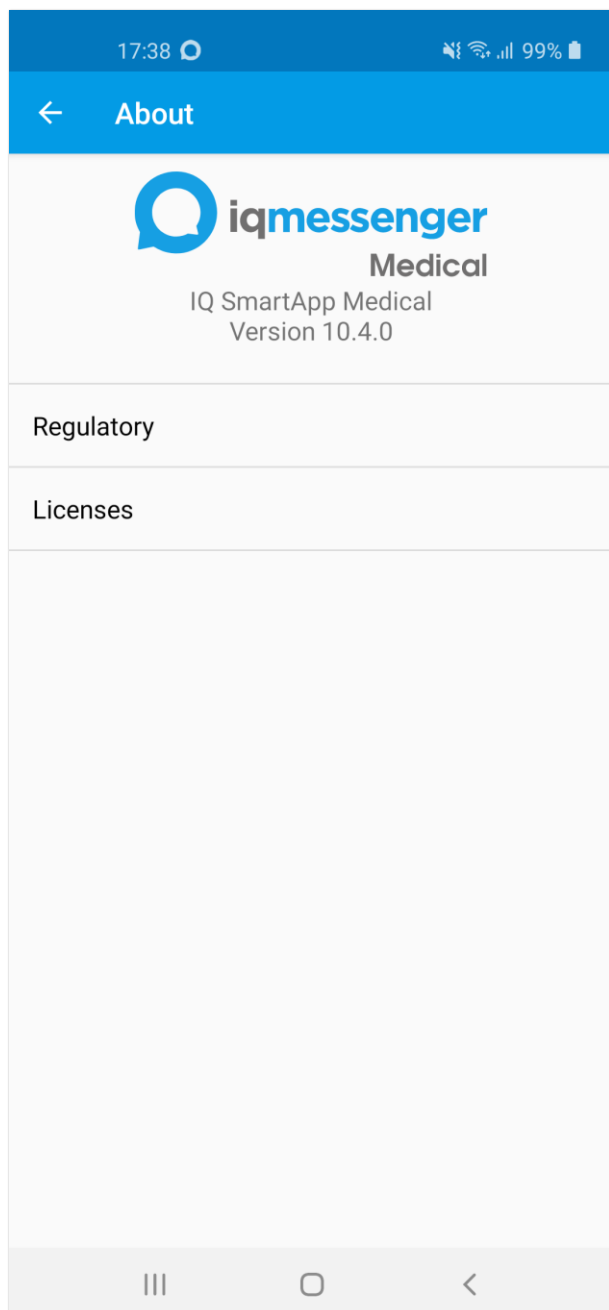 17:38 99%
About
iqmessenger
Medical
IQ SmartApp Medical
Version 10.4.0
Regulatory
Licenses